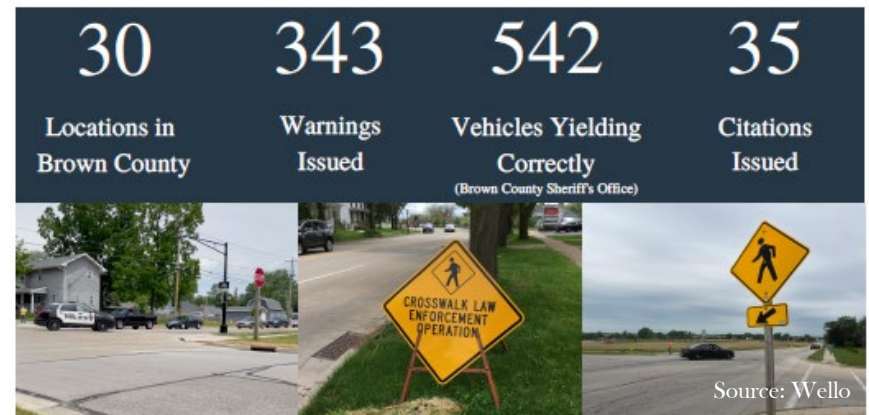 30
Locations in
Brown County
343
Warnings
Issued
542
Vehicles Yielding
Correctly
(Brown County Sheriff's Office)
35
Citations
Issued
CROSSWALK LAW
ENFORCEMENT
OPERATION
Source: Wello